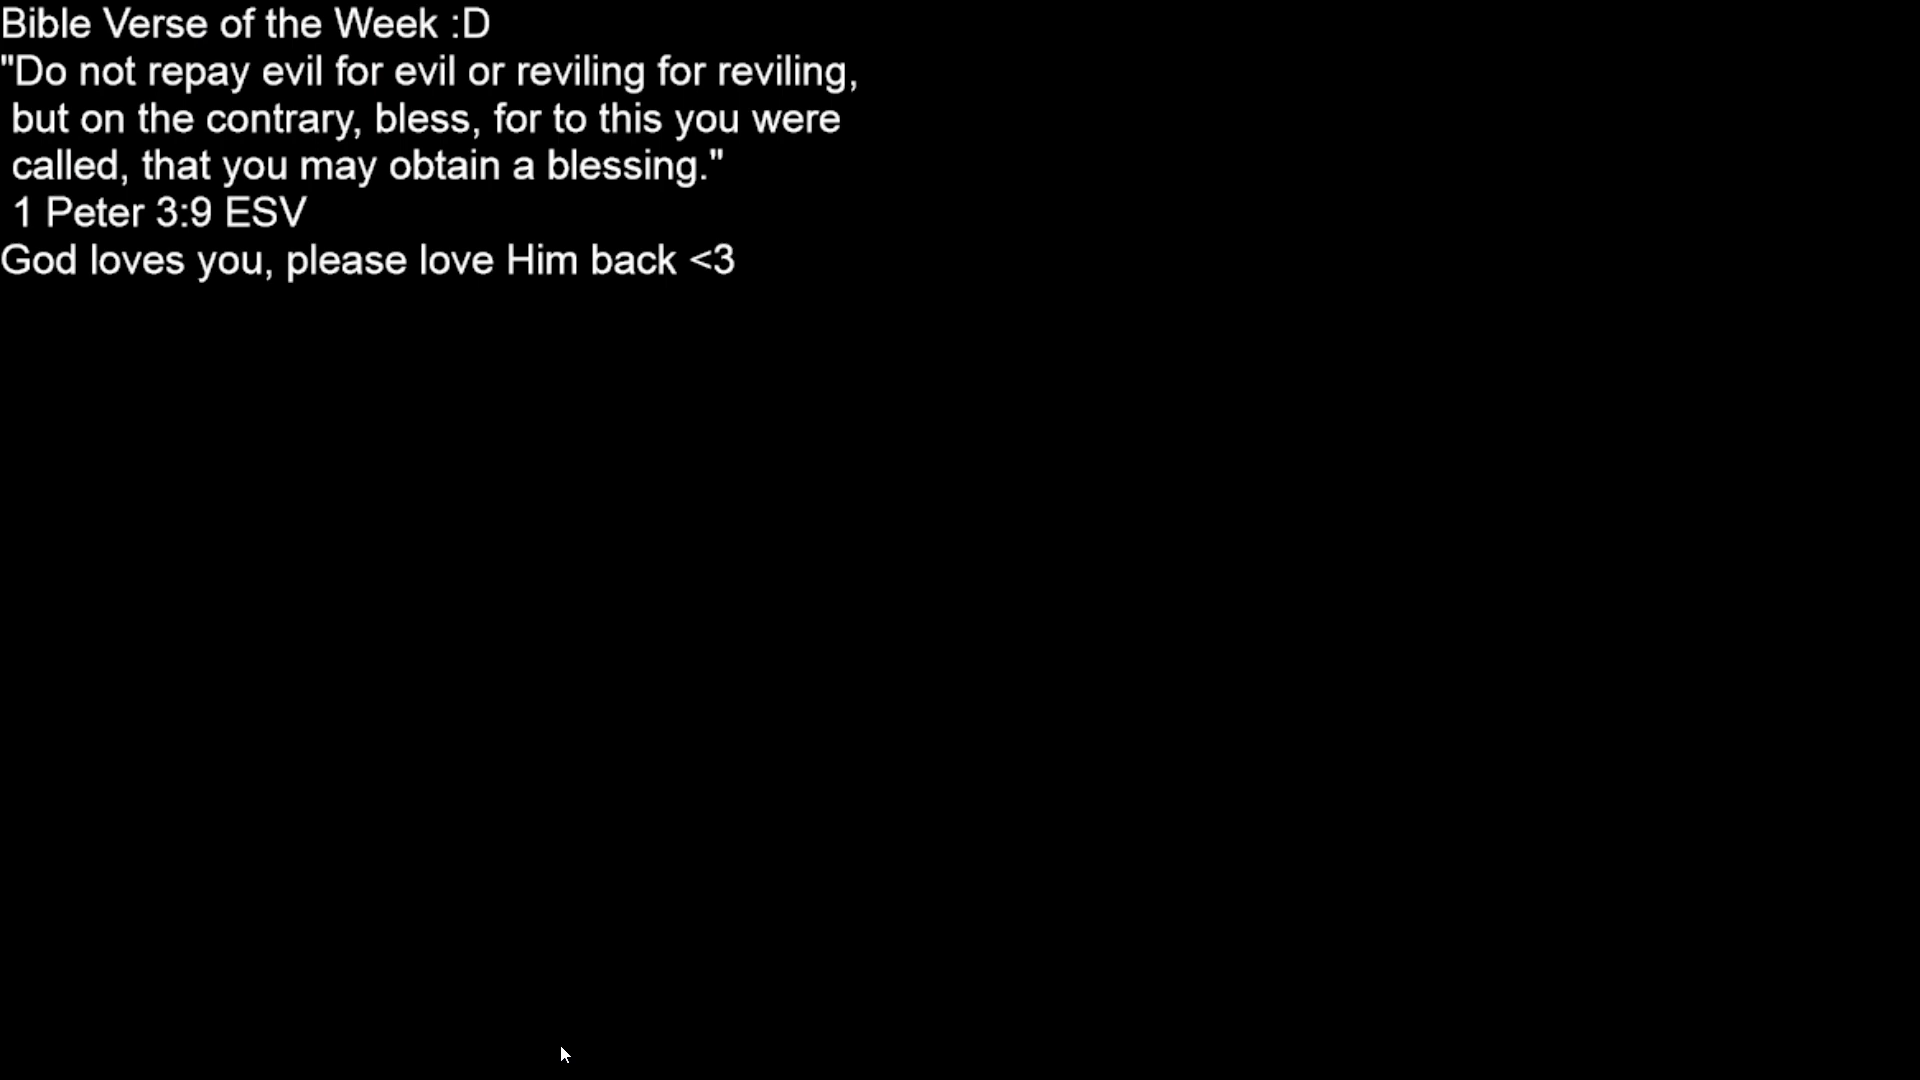 Bible Verse of the Week :D
"Do not repay evil for evil or reviling for reviling,
but on the contrary, bless, for to this you were
called, that you may obtain a blessing."
1 Peter 3:9 ESV
God loves you, please love Him back <3